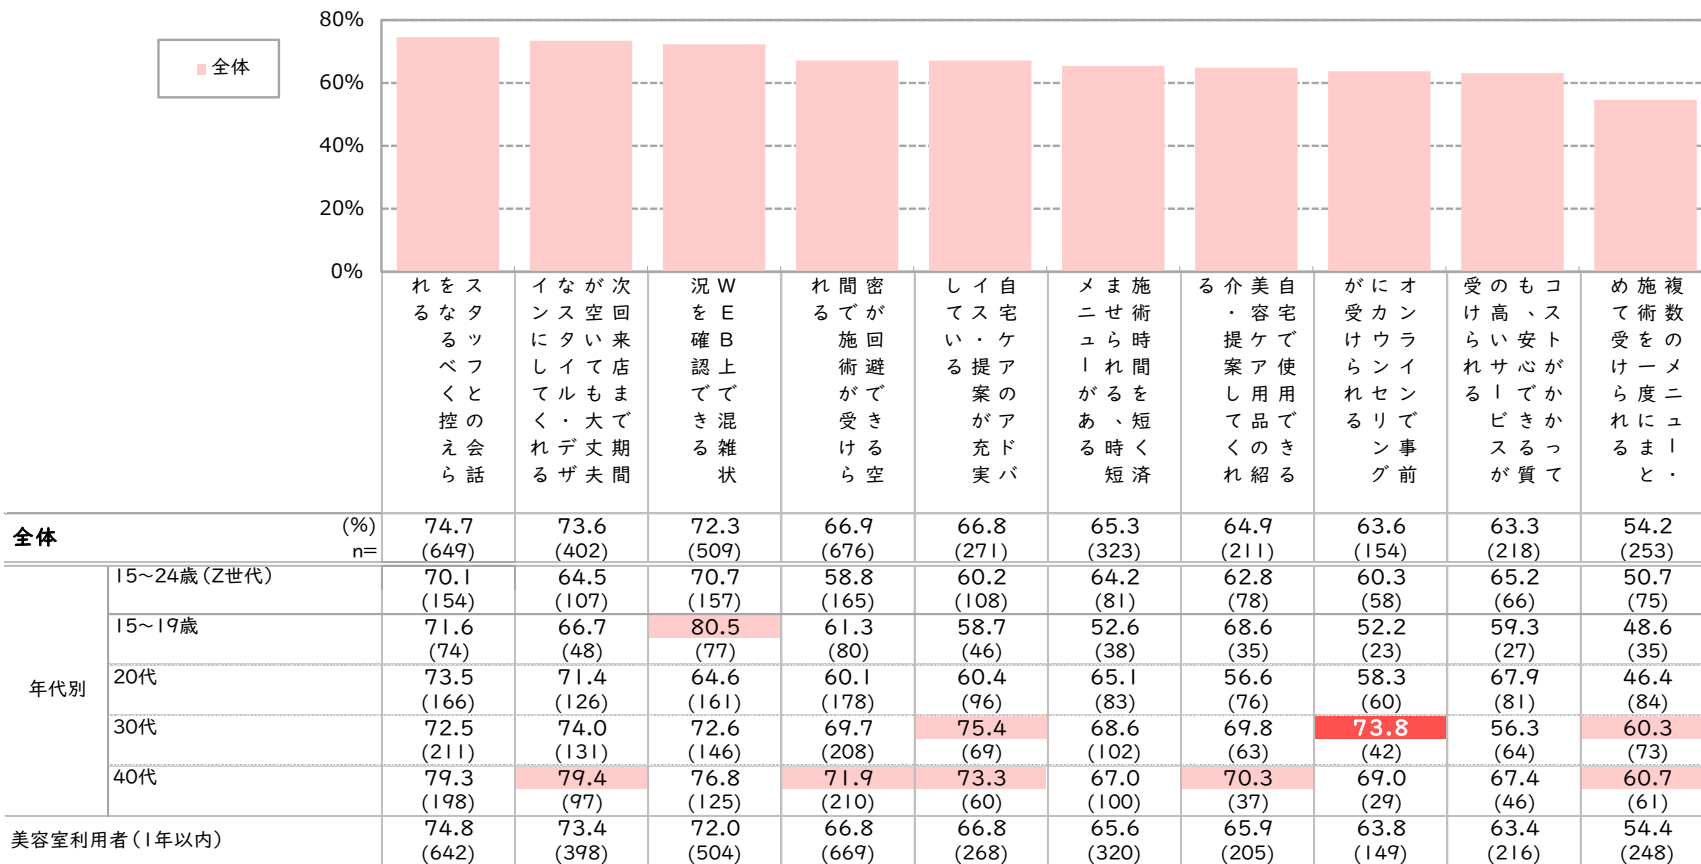 80%
全体
60%
40%
20%
0%
スタッフとの会話
をなるべく控えら
れる
次回来店まで期間
が空いても大丈夫
なスタイル・デザ
インにしてくれる
WEB上で混雑状
況を確認できる
密が回避できる空
間で施術が受けら
れる
自宅ケアのアドバ
イス・提案が充実
している
施術時間を短く済
ませられる、時短
メニューがある
自宅で使用できる
美容ケア用品の紹
介・提案してくれ
る
オンラインで事前
にカウンセリング
が受けられる
コストがかかって
も、安心できる質
の高いサービスが
受けられる
複数のメニュー・
施術を一度にまと
めて受けられる
全体 (%) 74.7 73.6 72.3 66.9 66.8 65.3 64.9 63.6 63.3 54.2
n= (649) (402) (509) (676) (271) (323) (211) (154) (218) (253)
年代別
15~24歳(Z世代) 70.1 64.5 70.7 58.8 60.2 64.2 62.8 60.3 65.2 50.7
(154) (107) (157) (165) (108) (81) (78) (58) (66) (75)
15~19歳 71.6 66.7 80.5 61.3 58.7 52.6 68.6 52.2 59.3 48.6
(74) (48) (77) (80) (46) (38) (35) (23) (27) (35)
20代 73.5 71.4 64.6 60.1 60.4 65.1 56.6 58.3 67.9 46.4
(166) (126) (161) (178) (96) (83) (76) (60) (81) (84)
30代 72.5 74.0 72.6 69.7 75.4 68.6 69.8 73.8 56.3 60.3
(211) (131) (146) (208) (69) (102) (63) (42) (64) (73)
40代 79.3 79.4 76.8 71.9 73.3 67.0 70.3 69.0 67.4 60.7
(198) (97) (125) (210) (60) (100) (37) (29) (46) (61)
美容室利用者(1年以内) 74.8 73.4 72.0 66.8 66.8 65.6 65.9 63.8 63.4 54.4
(642) (398) (504) (669) (268) (320) (205) (149) (216) (248)